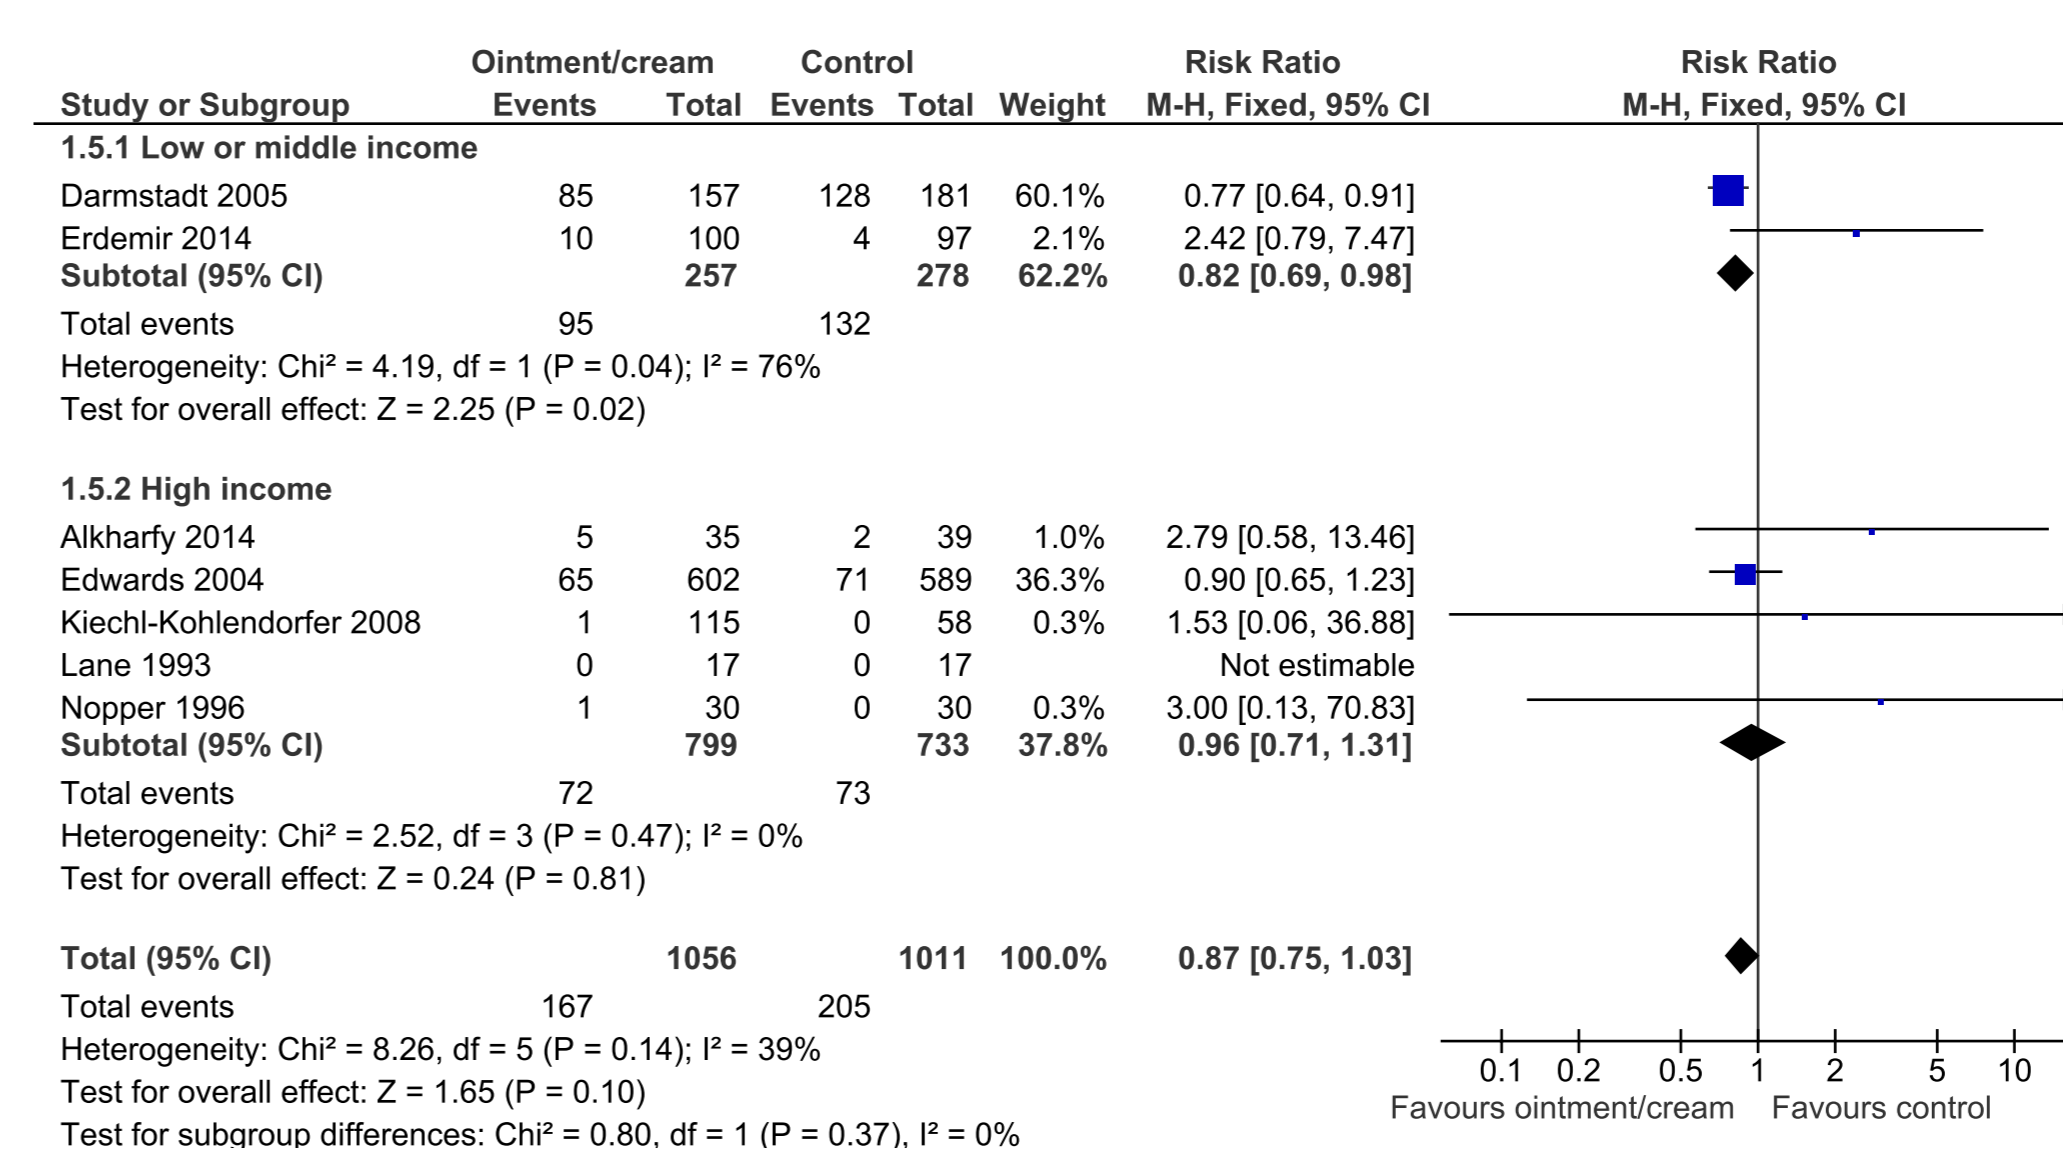 Ointment/cream Control Risk Ratio Risk Ratio
Study or Subgroup Events Total Events Total Weight M-H, Fixed, 95% CI M-H, Fixed, 95% CI
1.5.1 Low or middle income
Darmstadt 2005 85 157 128 181 60.1% 0.77 [0.64, 0.91]
Erdemir 2014 10 100 4 97 2.1% 2.42 [0.79, 7.47]
Subtotal (95% CI) 257 278 62.2% 0.82 [0.69, 0.98]
Total events 95 132
Heterogeneity: Chi² = 4.19, df = 1 (P = 0.04); I² = 76%
Test for overall effect: Z = 2.25 (P = 0.02)
1.5.2 High income
Alkharfy 2014 5 35 2 39 1.0% 2.79 [0.58, 13.46]
Edwards 2004 65 602 71 589 36.3% 0.90 [0.65, 1.23]
Kiechl-Kohlendorfer 2008 1 115 0 58 0.3% 1.53 [0.06, 36.88]
Lane 1993 0 17 0 17 Not estimable
Nopper 1996 1 30 0 30 0.3% 3.00 [0.13, 70.83]
Subtotal (95% CI) 799 733 37.8% 0.96 [0.71, 1.31]
Total events 72 73
Heterogeneity: Chi² = 2.52, df = 3 (P = 0.47); I² = 0%
Test for overall effect: Z = 0.24 (P = 0.81)
Total (95% CI) 1056 1011 100.0% 0.87 [0.75, 1.03]
Total events 167 205
Heterogeneity: Chi² = 8.26, df = 5 (P = 0.14); I² = 39%
Test for overall effect: Z = 1.65 (P = 0.10)
Test for subgroup differences: Chi² = 0.80, df = 1 (P = 0.37), I² = 0%
0.1 0.2 0.5 1 2 5 10
Favours ointment/cream Favours control